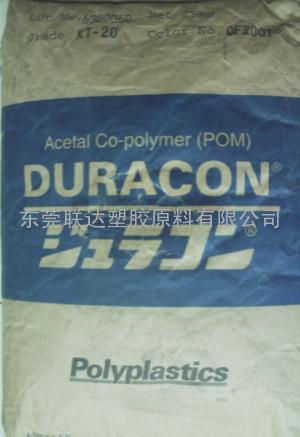 Lot No. 6380060 Net 25KG
Grade KT-20 Color No. CF2001
Acetal Co-polymer (POM)
DURACON®
东莞联达塑胶原料有限公司
ジュラコン®
Polyplastics